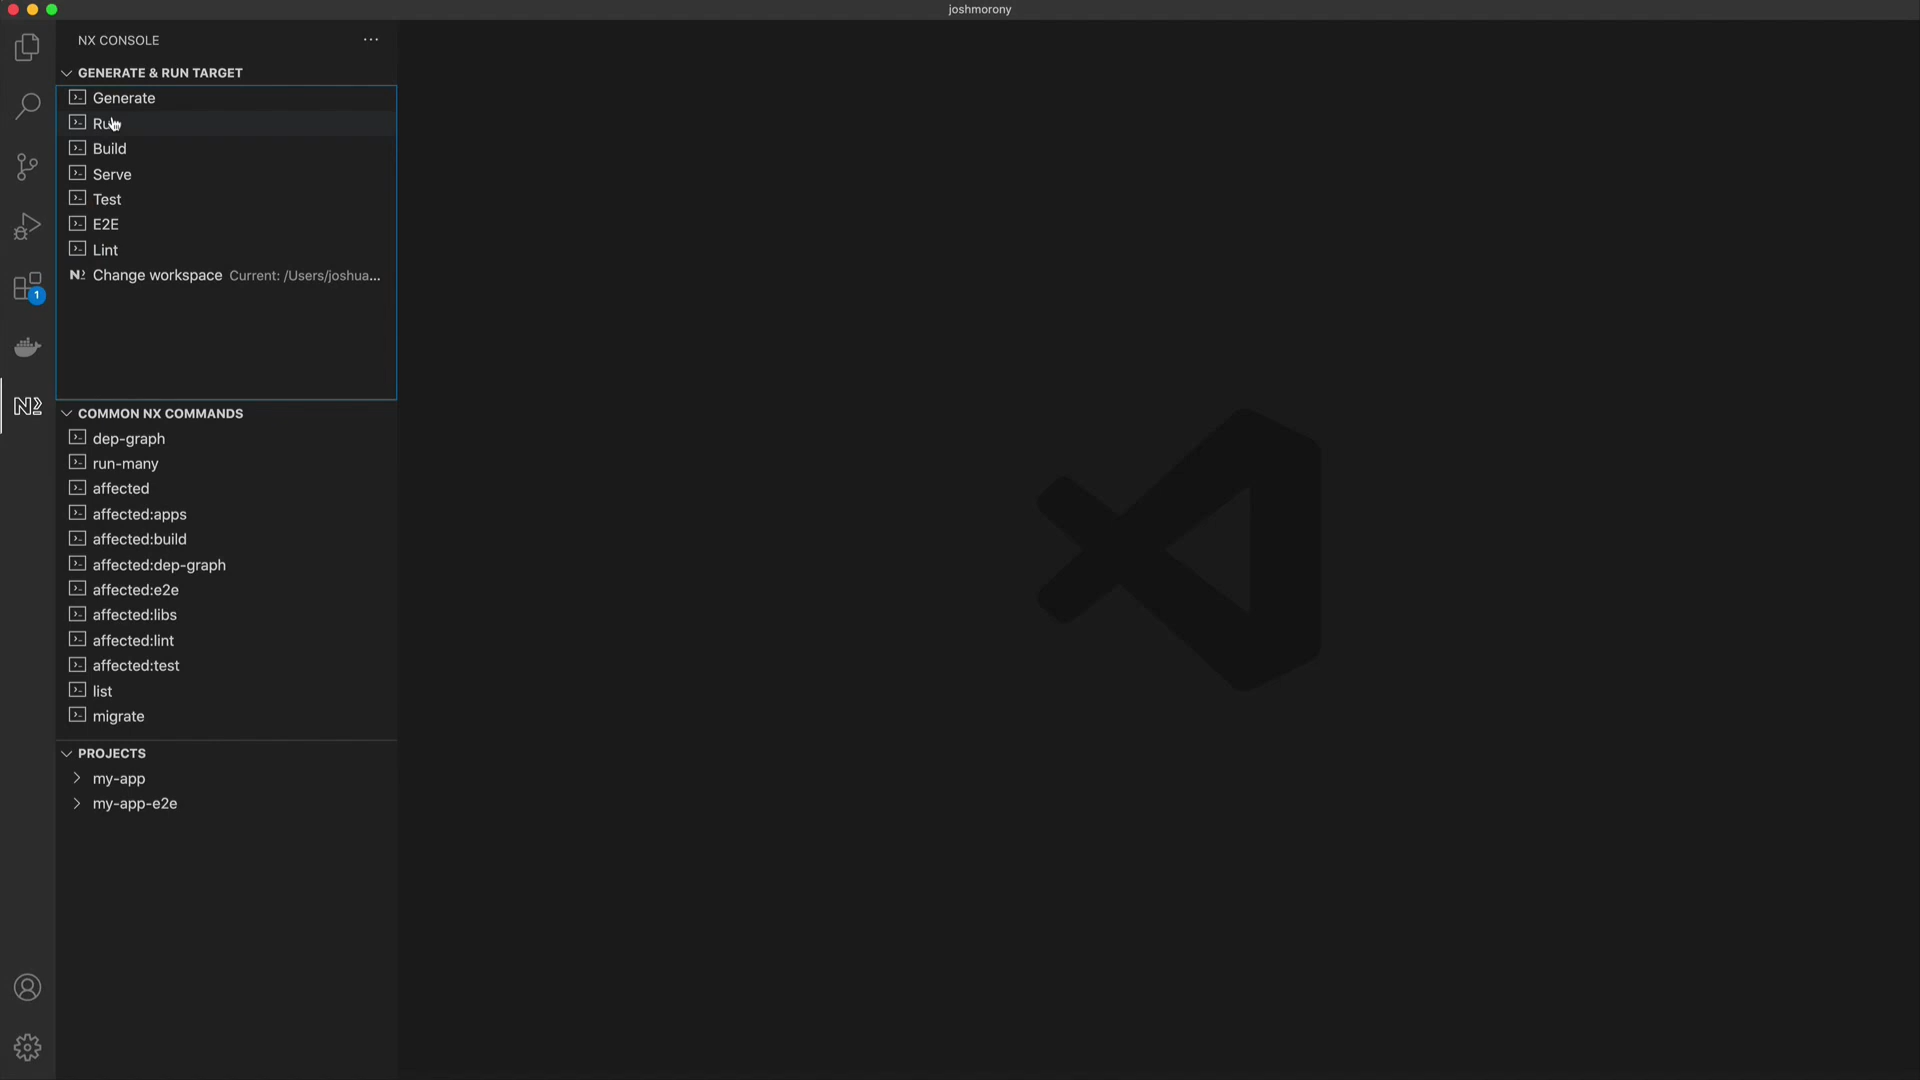 joshmorony
NX CONSOLE
GENERATE & RUN TARGET
Generate
Run
Build
Serve
Test
E2E
Lint
Change workspace Current: /Users/joshua...
1
COMMON NX COMMANDS
dep-graph
run-many
affected
affected:apps
affected:build
affected:dep-graph
affected:e2e
affected:libs
affected:lint
affected:test
list
migrate
PROJECTS
my-app
my-app-e2e